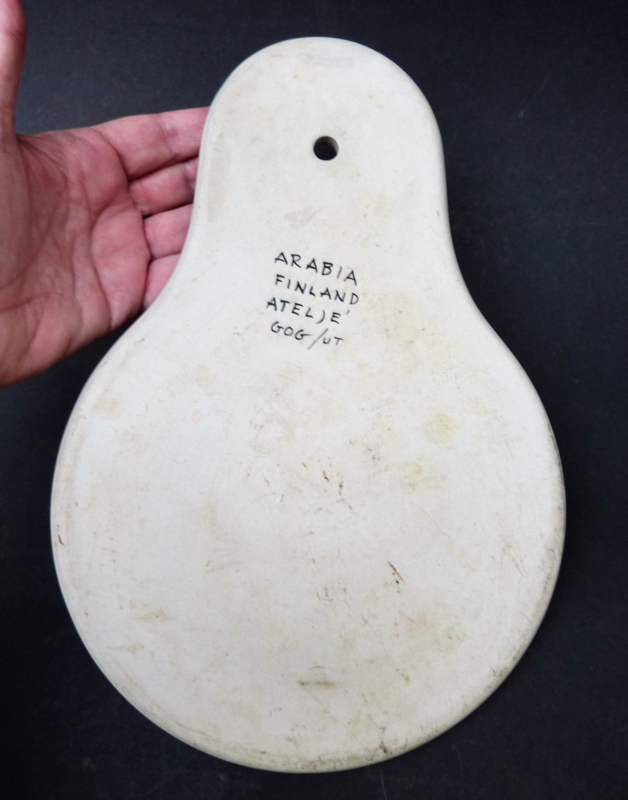 ARABIA
FINLAND
ATELJE'
GOG/UT